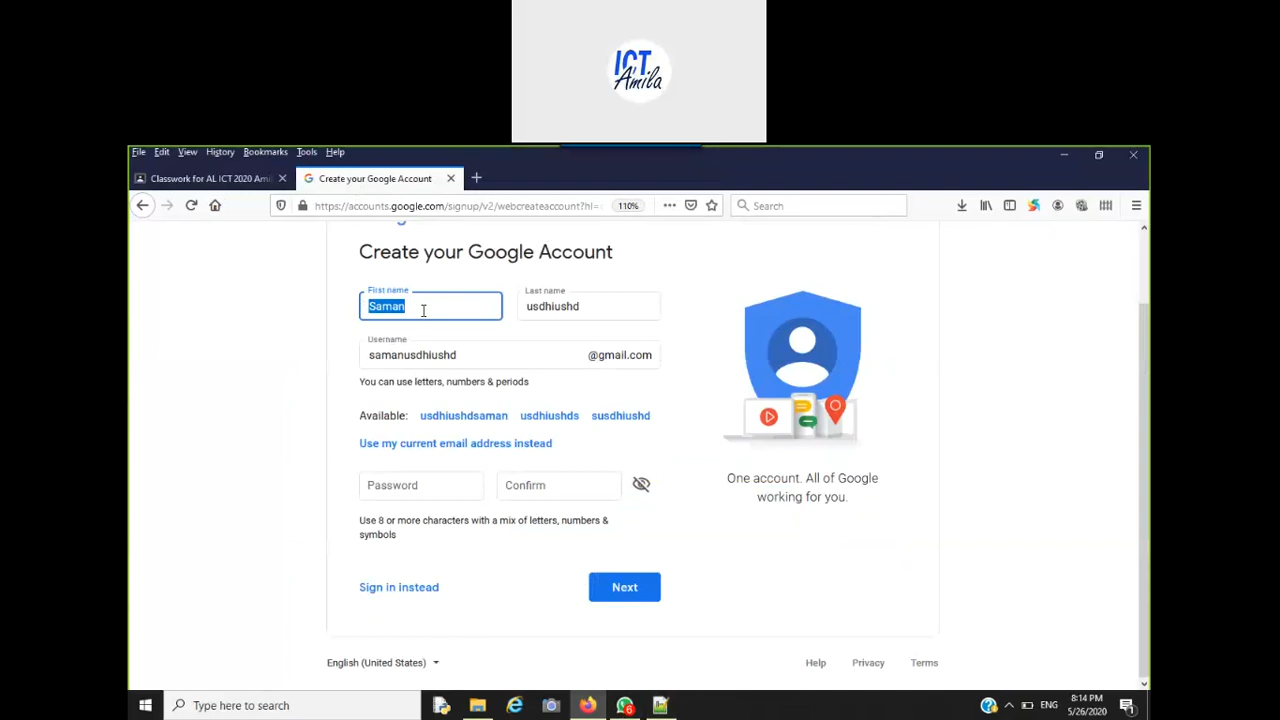 ICT
Amila
File Edit View History Bookmarks Tools Help
Classwork for AL ICT 2020 Ami
Create your Google Account
https://accounts.google.com/signup/v2/webcreateaccount?hl=
110%
Search
Create your Google Account
First name
Saman
Last name
usdhiushd
Username
samanusdhiushd @gmail.com
You can use letters, numbers & periods
Available: usdhiushdsaman usdhiushds susdhiushd
Use my current email address instead
Password Confirm
Use 8 or more characters with a mix of letters, numbers &
symbols
Sign in instead Next
One account. All of Google
working for you.
English (United States) Help Privacy Terms
Type here to search
6
ENG
8:14 PM
5/26/2020
1